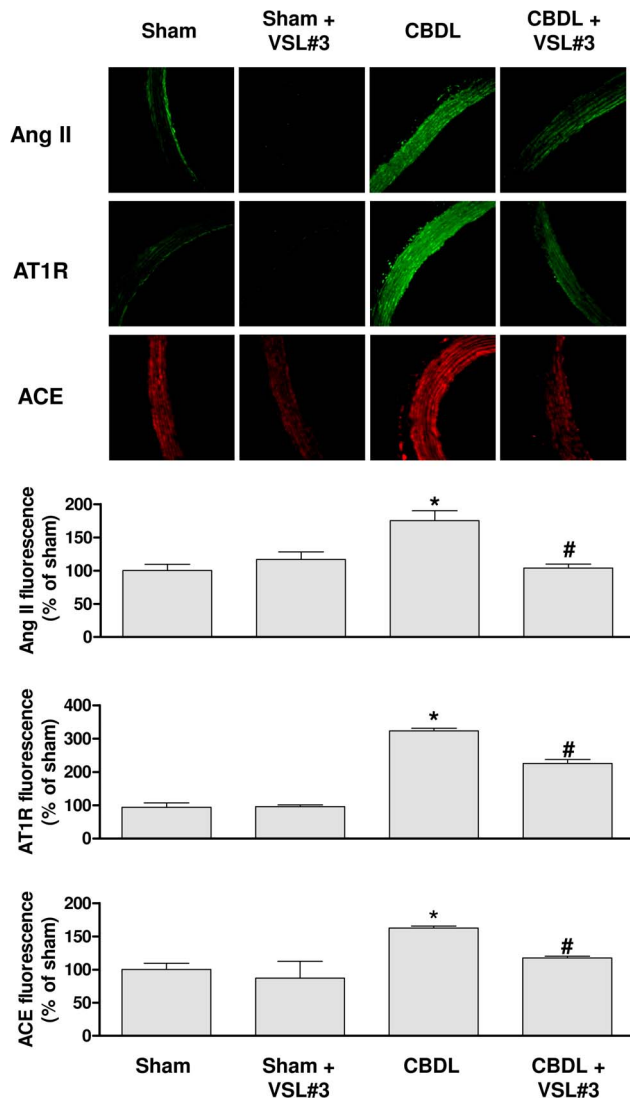 Sham
Sham +
VSL#3
CBDL
CBDL +
VSL#3
Ang II
AT1R
ACE
Ang II fluorescence
(% of sham)
200
150
100
50
0
*
#
AT1R fluorescence
(% of sham)
400
300
200
100
0
*
#
ACE fluorescence
(% of sham)
200
150
100
50
0
*
#
Sham
Sham +
VSL#3
CBDL
CBDL +
VSL#3